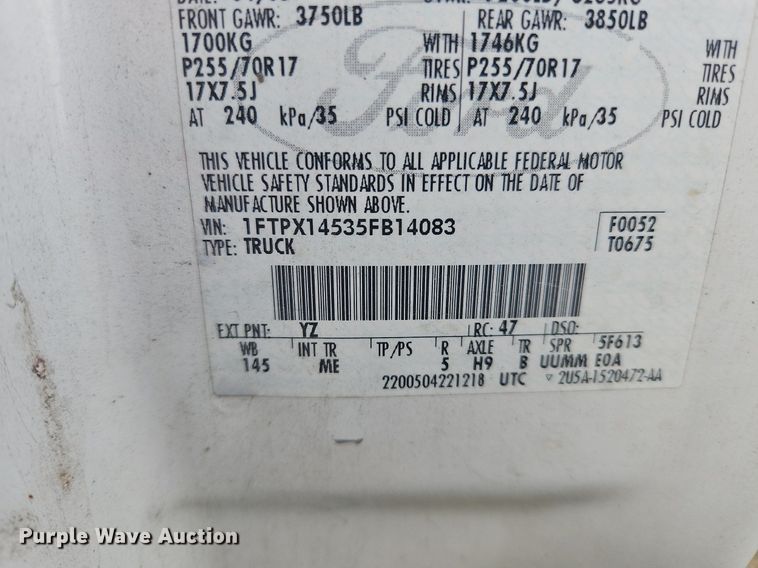 FRONT GAWR: 3750LB REAR GAWR: 3850LB
1700KG WITH 1746KG WITH
P255/70R17 TIRES P255/70R17 TIRES
17X7.5J RIMS 17X7.5J RIMS
AT 240 kPa/35 PSI COLD AT 240 kPa/35 PSI COLD
Ford
THIS VEHICLE CONFORMS TO ALL APPLICABLE FEDERAL MOTOR
VEHICLE SAFETY STANDARDS IN EFFECT ON THE DATE OF
MANUFACTURE SHOWN ABOVE.
VIN: 1FTPX14535FB14083 F0052
TYPE: TRUCK T0675
EXT PNT: YZ RC: 47 DSO:
WB INT TR TP/PS R AXLE TR SPR 5F613
145 ME 5 H9 B UUMM EOA
2200504221218 UTC ▽ 2U5A-1520472-AA
Purple Wave Auction